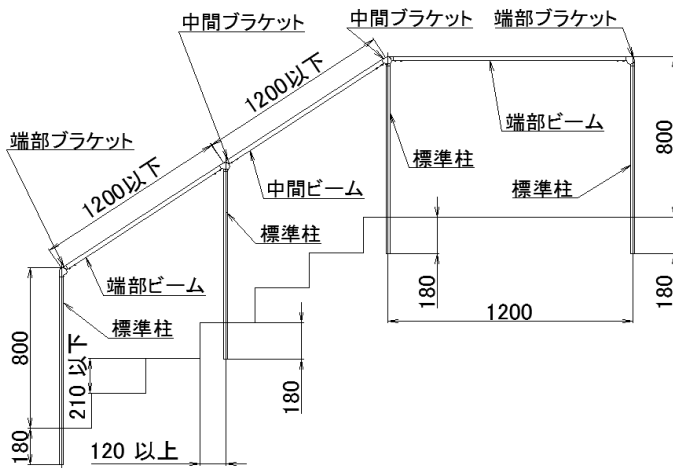 中間ブラケット
中間ブラケット
端部ブラケット
1200以下
端部ビーム
800
標準柱
端部ブラケット
1200以下
中間ビーム
標準柱
標準柱
端部ビーム
180
180
1200
標準柱
800
210 以下
180
180
120 以上